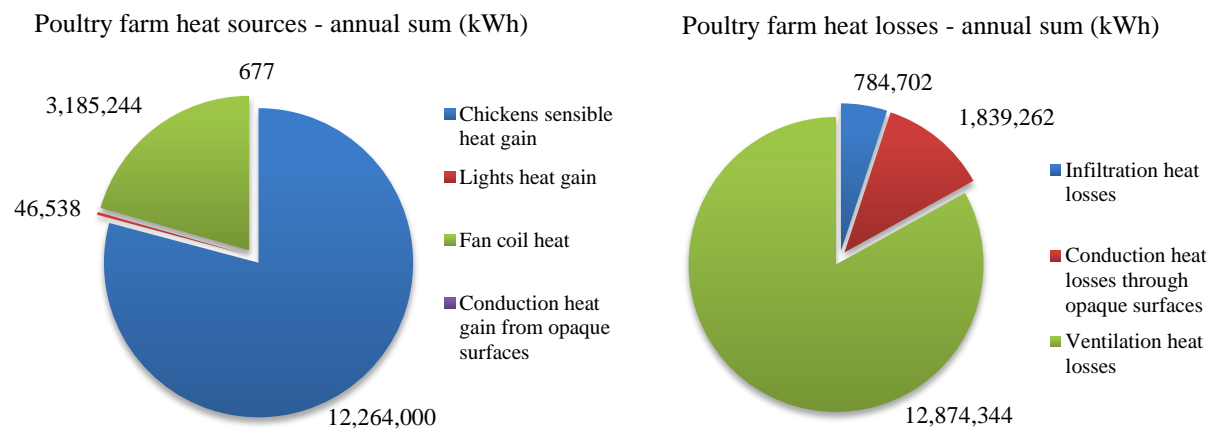 Poultry farm heat sources - annual sum (kWh)
677
3,185,244
46,538
12,264,000
Chickens sensible
heat gain
Lights heat gain
Fan coil heat
Conduction heat
gain from opaque
surfaces
Poultry farm heat losses - annual sum (kWh)
784,702
1,839,262
12,874,344
Infiltration heat
losses
Conduction heat
losses through
opaque surfaces
Ventilation heat
losses